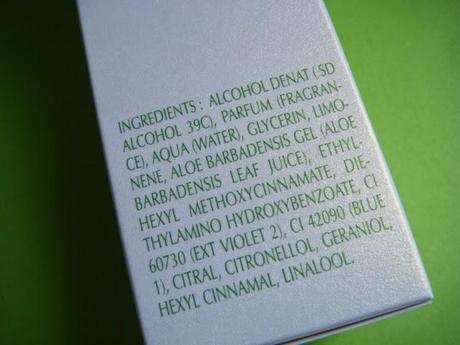 INGREDIENTS : ALCOHOL DENAT ( SD
ALCOHOL 39C), PARFUM (FRAGRAN-
CE), AQUA (WATER), GLYCERIN, LIMO-
NENE, ALOE BARBADENSIS GEL (ALOE
BARBADENSIS LEAF JUICE), ETHYL-
HEXYL METHOXYCINNAMATE, DIE-
THYLAMINO HYDROXYBENZOATE, CI
60730 (EXT VIOLET 2), CI 42090 (BLUE
1), CITRAL, CITRONELLOL, GERANIOL,
HEXYL CINNAMAL, LINALOOL.